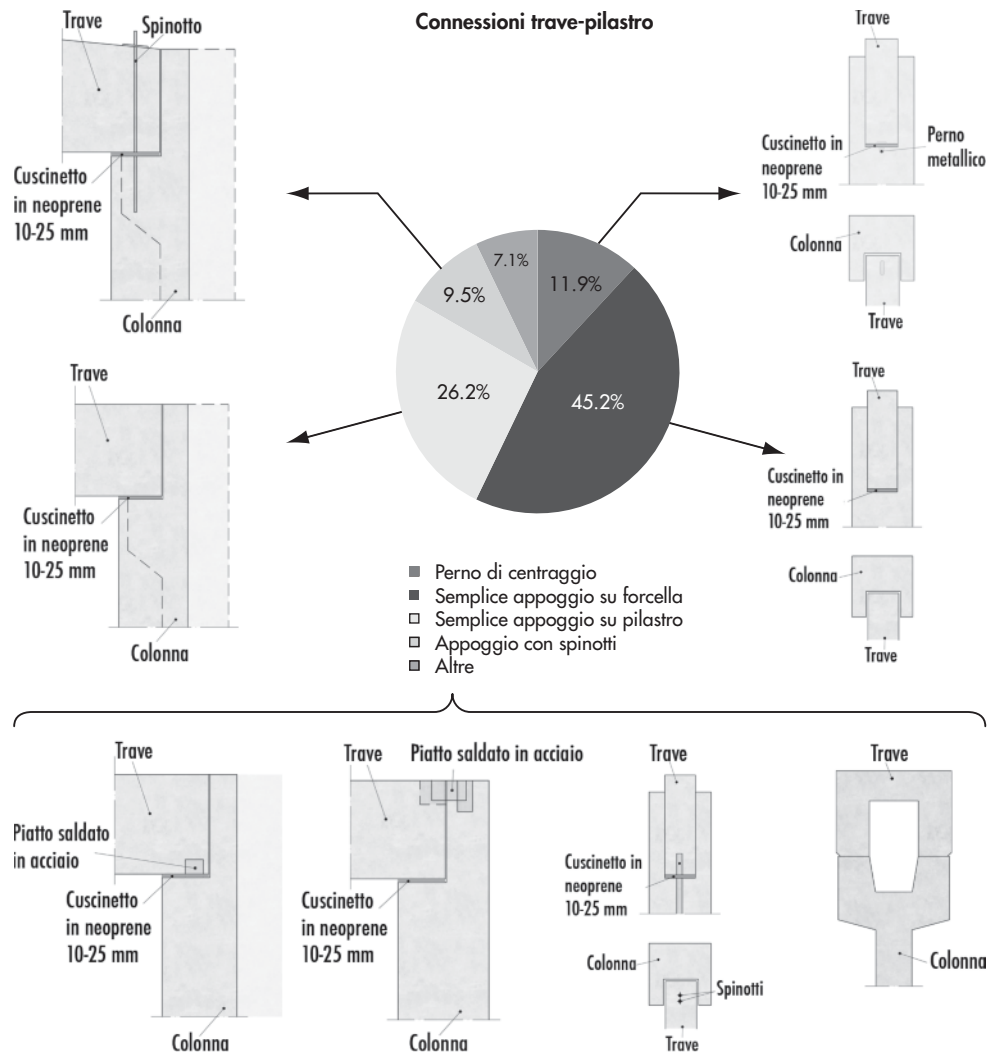 Connessioni trave-pilastro
Trave
Spinotto
Cuscinetto
in neoprene
10-25 mm
Colonna
Trave
Cuscinetto in
neoprene
10-25 mm
Perno
metallico
Colonna
Trave
7.1%
11.9%
9.5%
26.2%
45.2%
Trave
Cuscinetto
in neoprene
10-25 mm
Colonna
Trave
Cuscinetto in
neoprene
10-25 mm
Colonna
Trave
Perno di centraggio
Semplice appoggio su forcella
Semplice appoggio su pilastro
Appoggio con spinotti
Altre
Trave
Piatto saldato
in acciaio
Cuscinetto
in neoprene
10-25 mm
Colonna
Trave
Piatto saldato in acciaio
Cuscinetto
in neoprene
10-25 mm
Colonna
Trave
Cuscinetto in
neoprene
10-25 mm
Colonna
Spinotti
Trave
Trave
Colonna